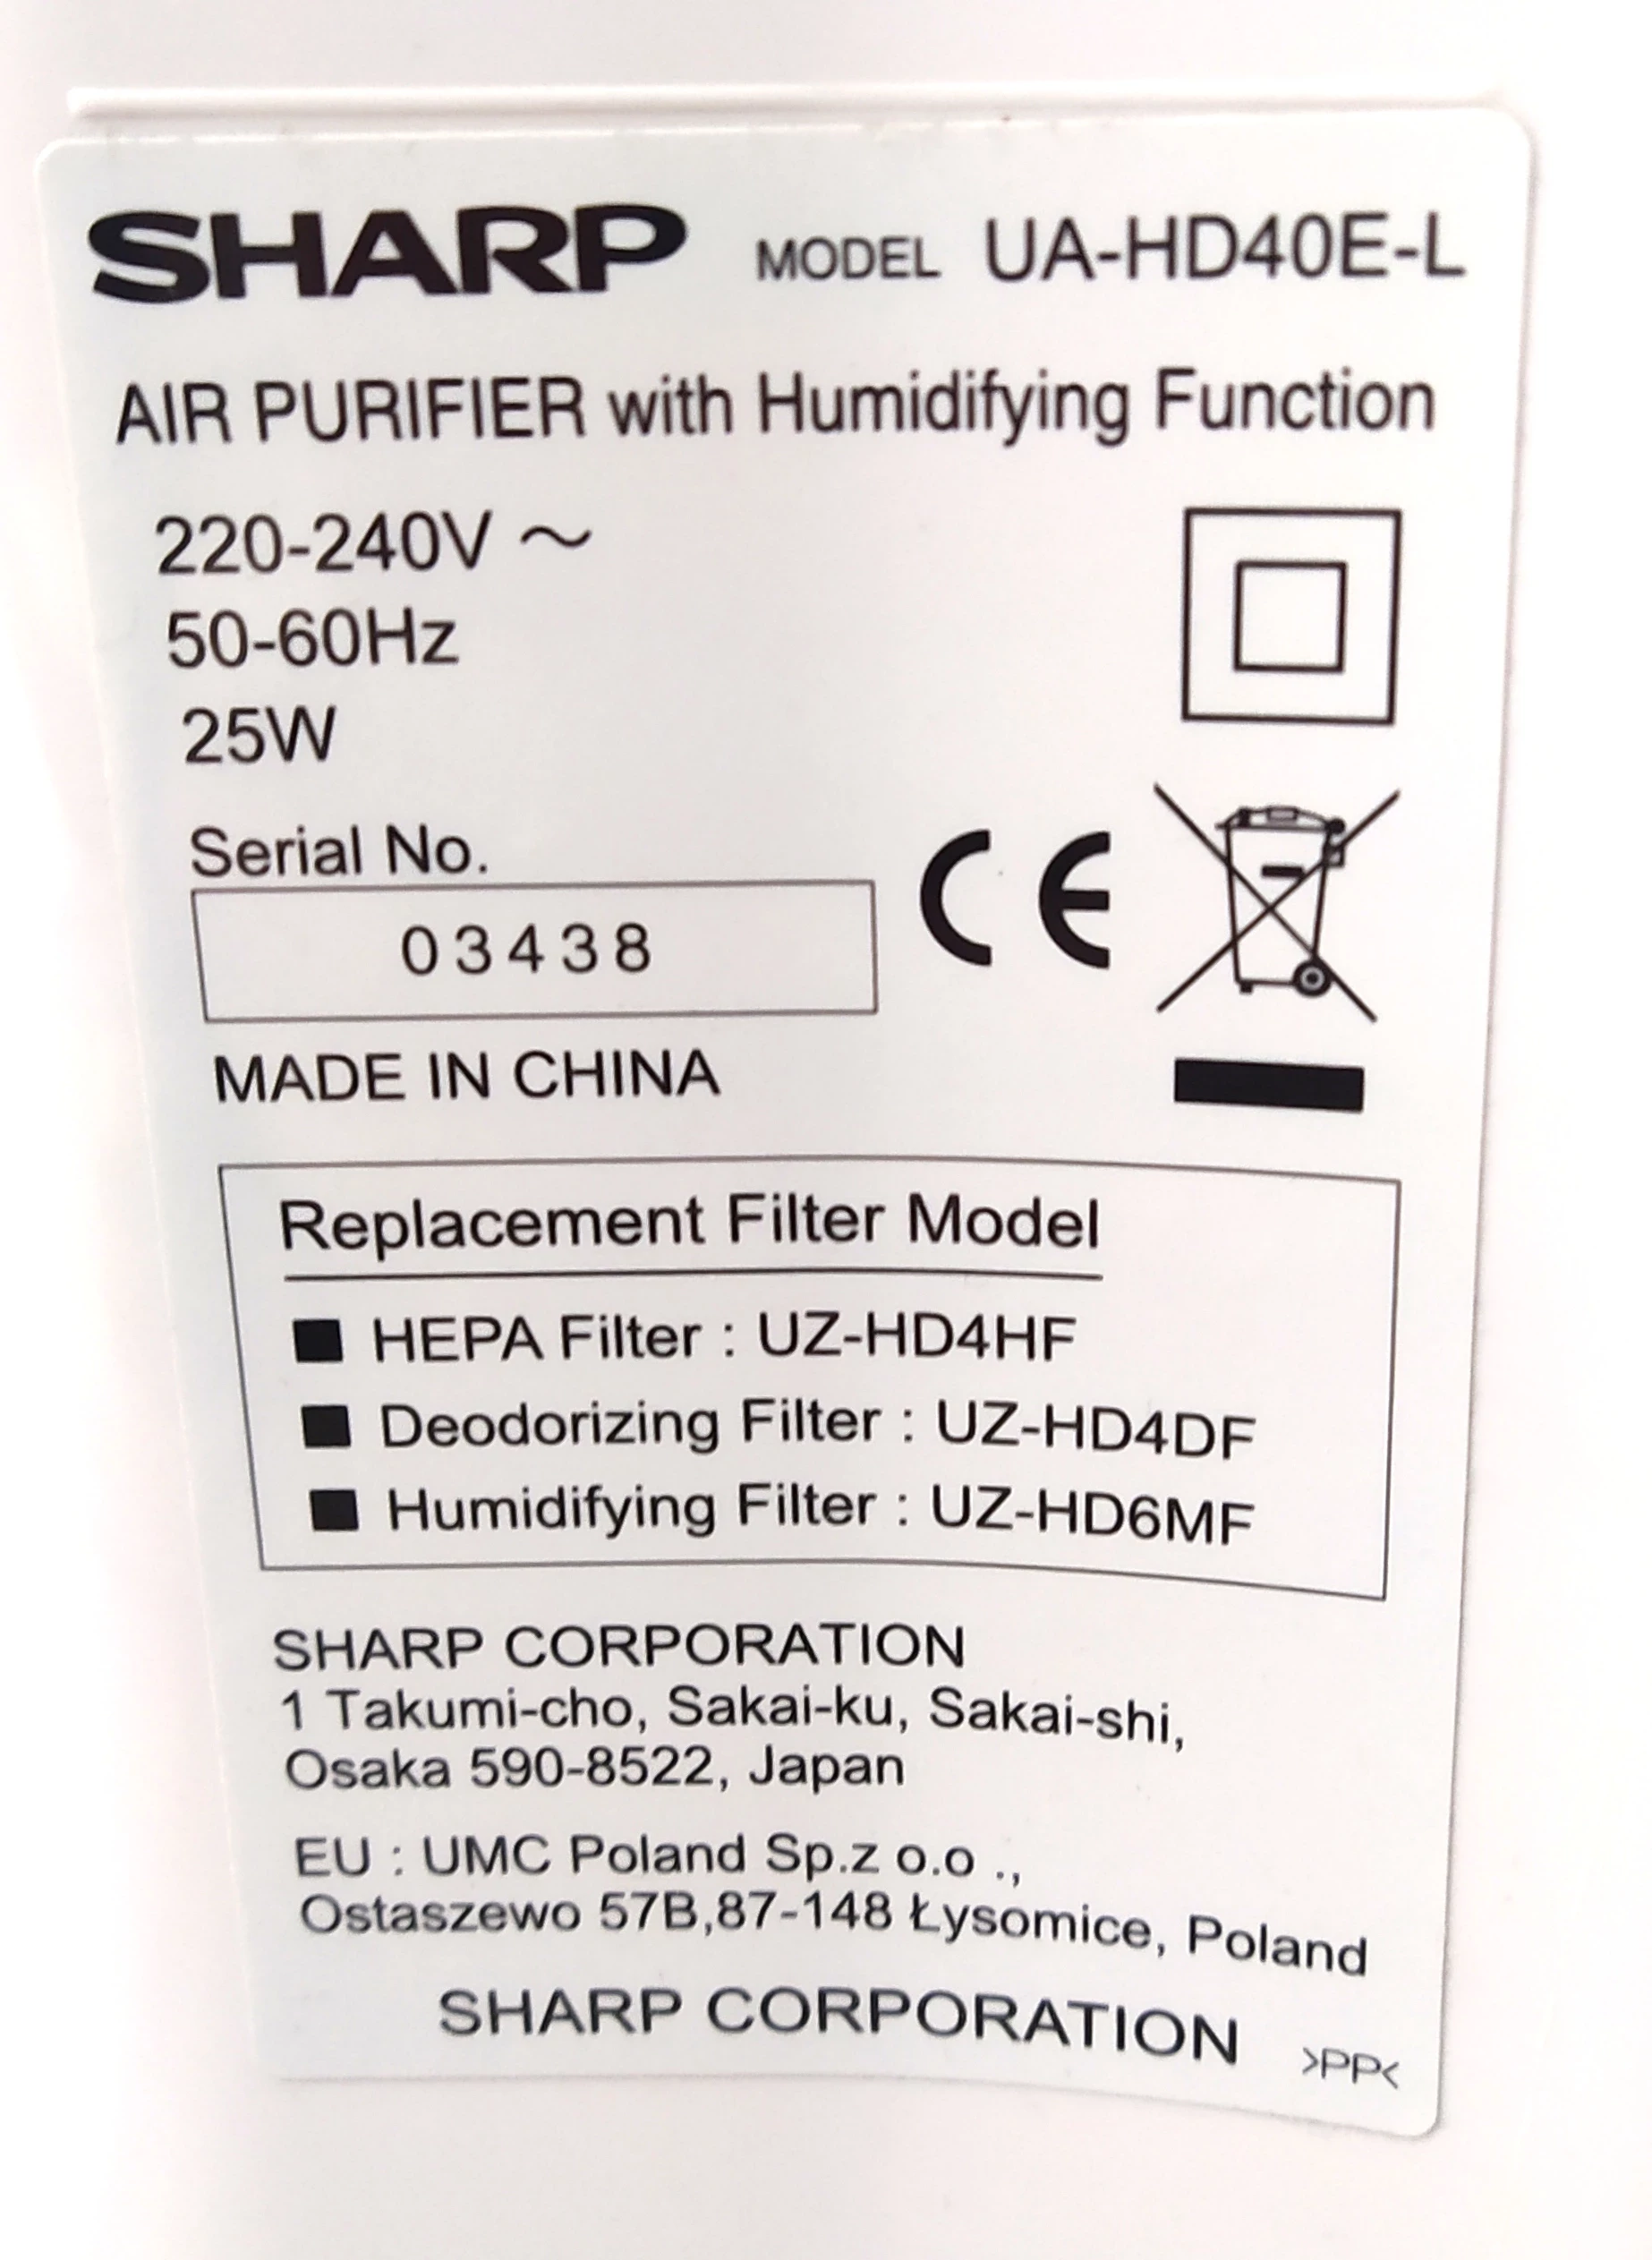 SHARP MODEL UA-HD40E-L
AIR PURIFIER with Humidifying Function
220-240V ~
50-60Hz
25W
Serial No.
03438
CE
MADE IN CHINA
Replacement Filter Model
■ HEPA Filter : UZ-HD4HF
■ Deodorizing Filter : UZ-HD4DF
■ Humidifying Filter : UZ-HD6MF
SHARP CORPORATION
1 Takumi-cho, Sakai-ku, Sakai-shi,
Osaka 590-8522, Japan
EU : UMC Poland Sp.z o.o .,
Ostaszewo 57B,87-148 Łysomice, Poland
SHARP CORPORATION >PP<